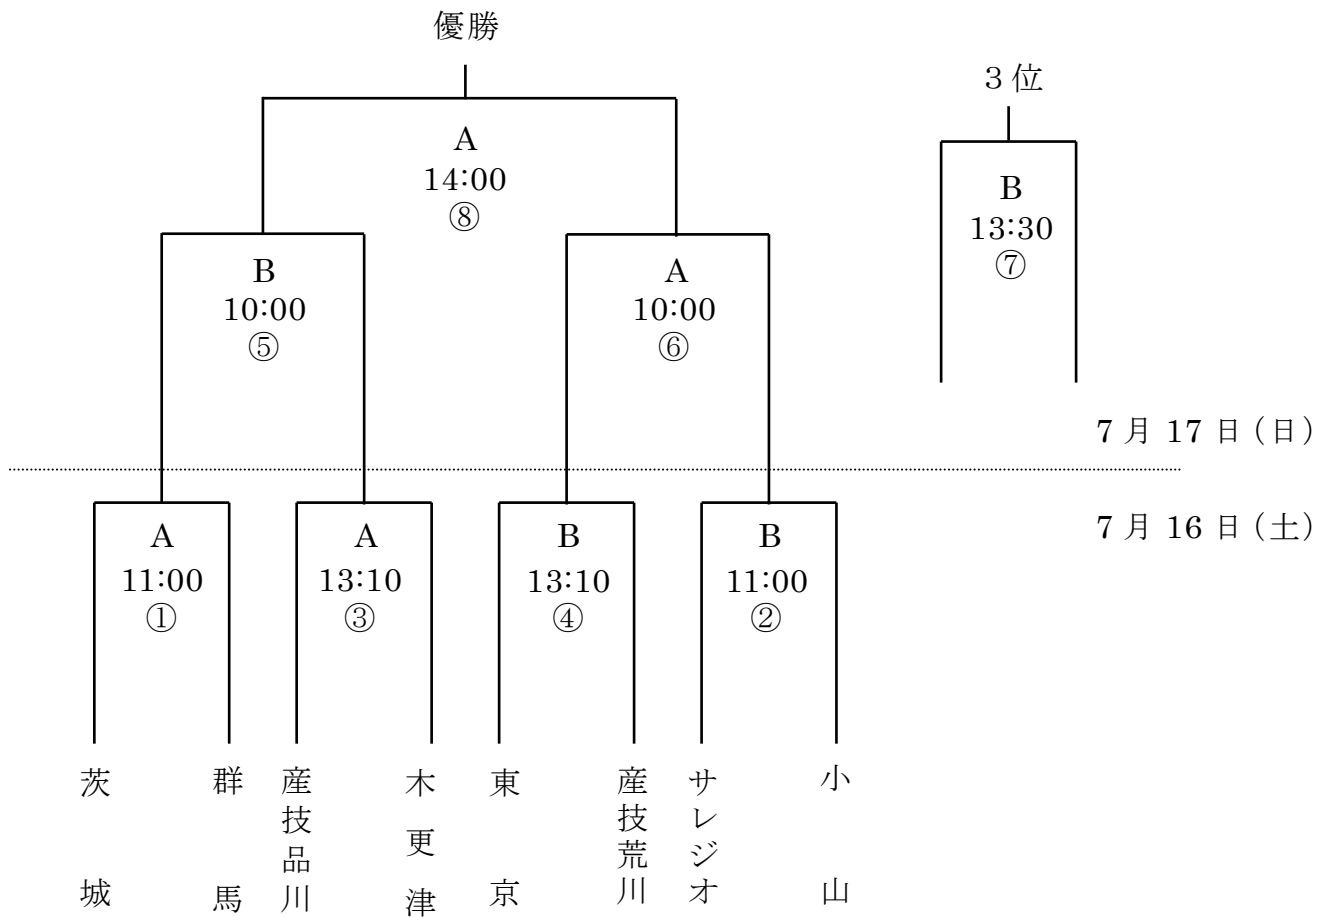 優勝
3位
A
14:00
⑧
B
13:30
⑦
B
10:00
⑤
A
10:00
⑥
7月17日(日)
7月16日(土)
A
11:00
①
A
13:10
③
B
13:10
④
B
11:00
②
茨城
群馬
産技品川
木更津
東京
産技荒川
サレジオ
小山